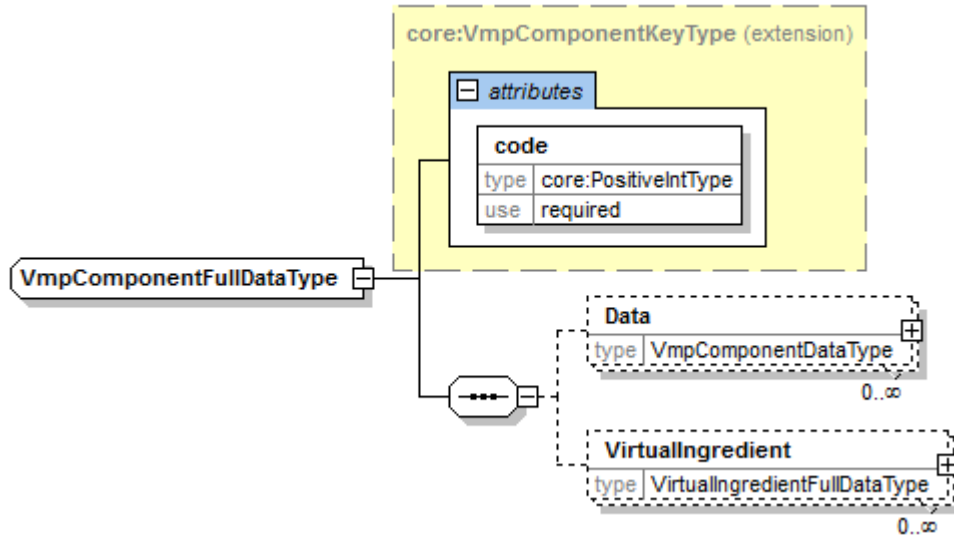 core:VmpComponentKeyType (extension)
attributes
code
type core:PositiveIntType
use required
VmpComponentFullDataType
Data
type VmpComponentDataType
0..∞
VirtualIngredient
type VirtualIngredientFullDataType
0..∞